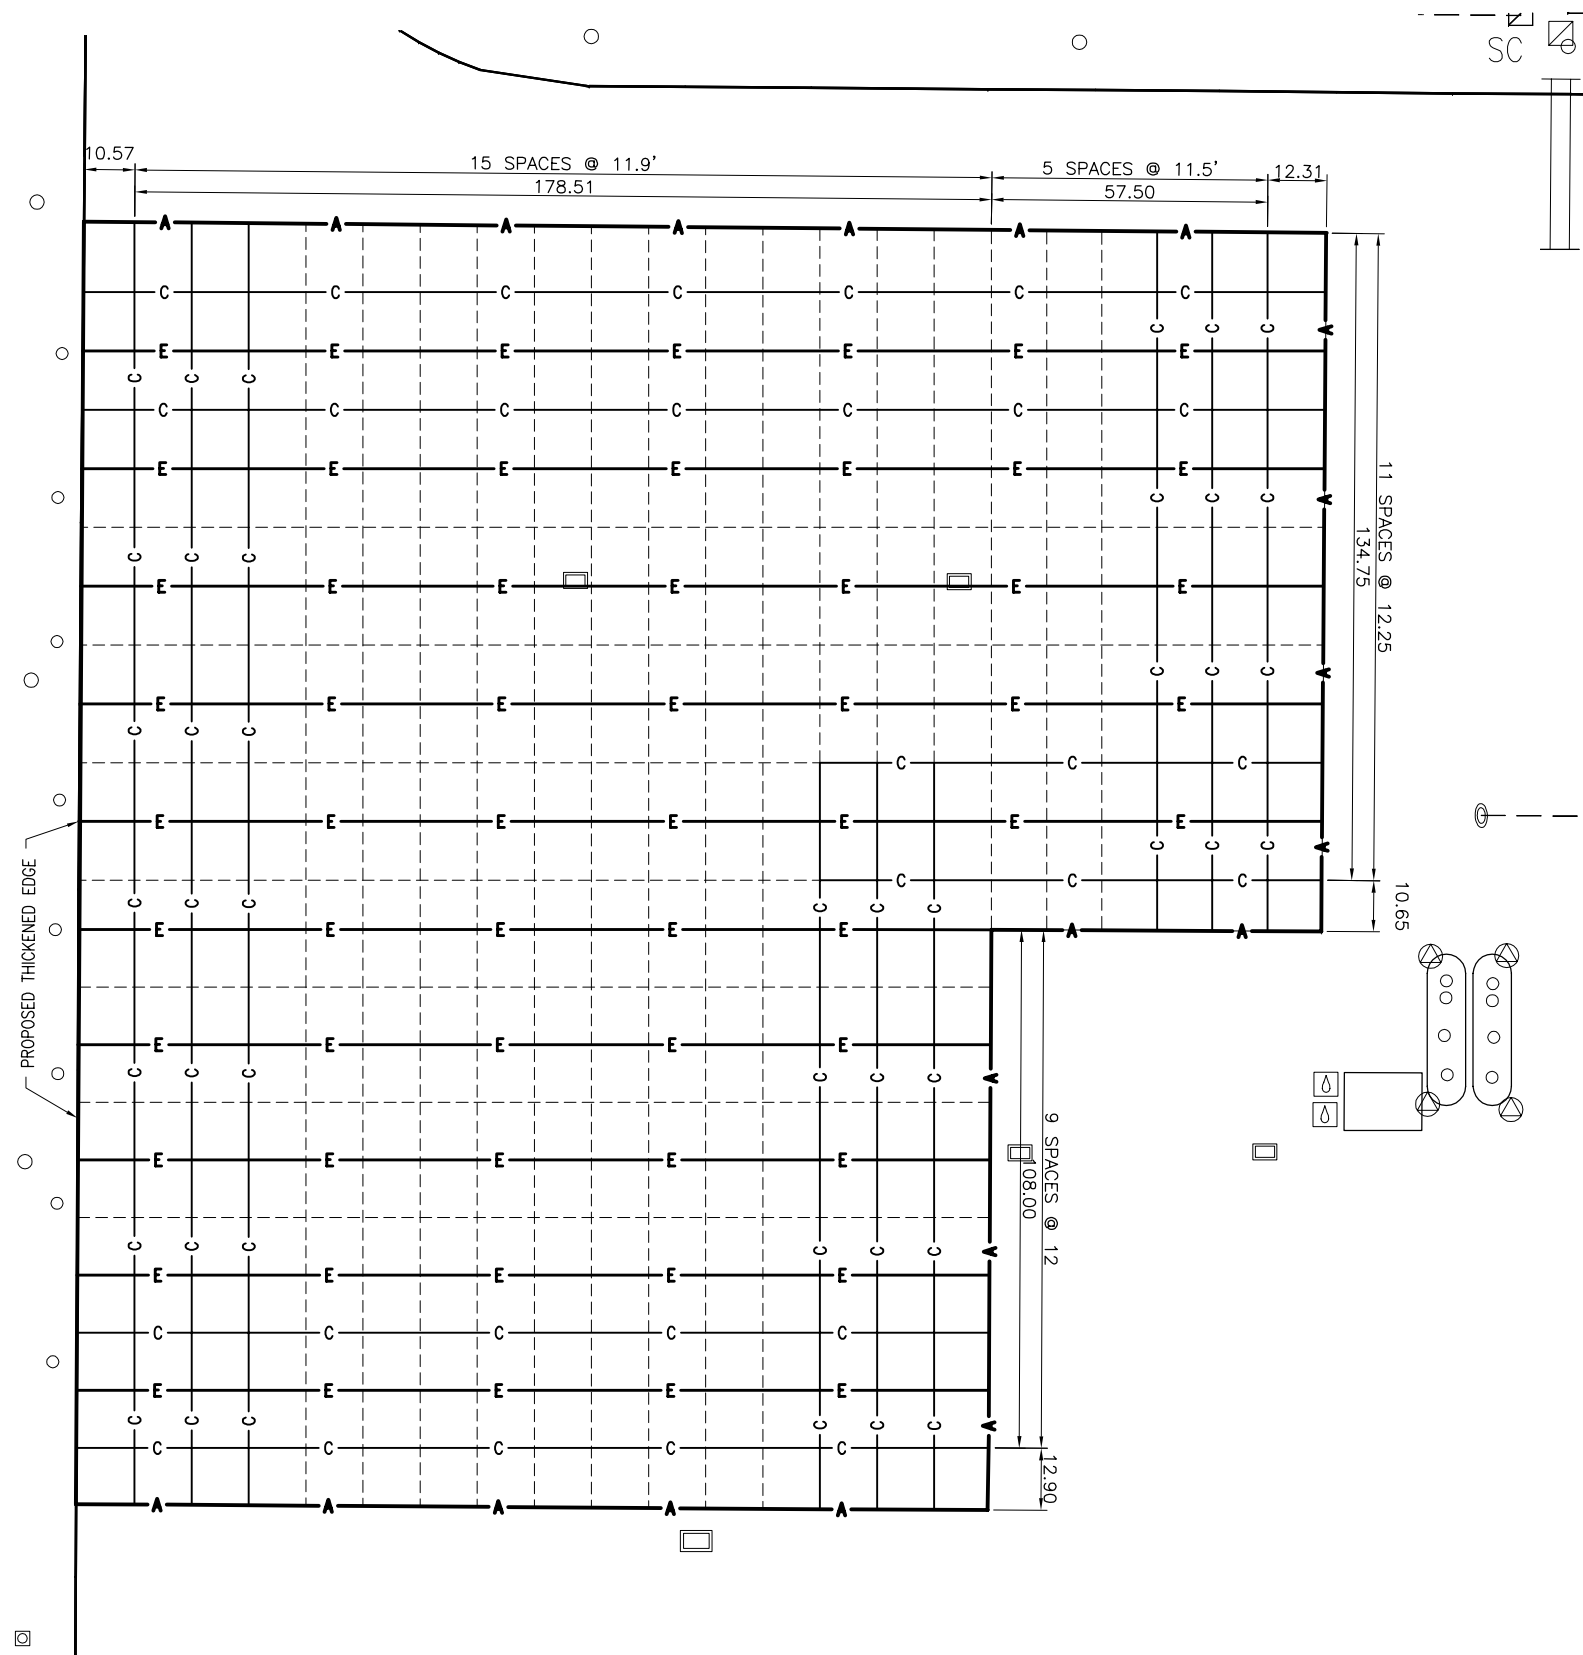 SC
10.57
15 SPACES @ 11.9'
5 SPACES @ 11.5'
12.31
178.51
57.50
A A A A A A A
C C C C C C C
C C C A
E E E E E E E
C C C
C C C C C C C
E E E E E E E
C C C A
11 SPACES @ 12.25
134.75
C C C
E E E E E E E
C C C A
E E E E E E E
C C C
C C C
E E E E E E E
C C C A
PROPOSED THICKENED EDGE
C C C
10.65
C C C C C C
E E E E E A A
E E E E E
C C C C C C A
9 SPACES @ 12
108.00
E E E E E
C C C C C C A
E E E E E
C C C C C
E E E E E
C C C C C C A
C C C C C
12.90
A A A A A